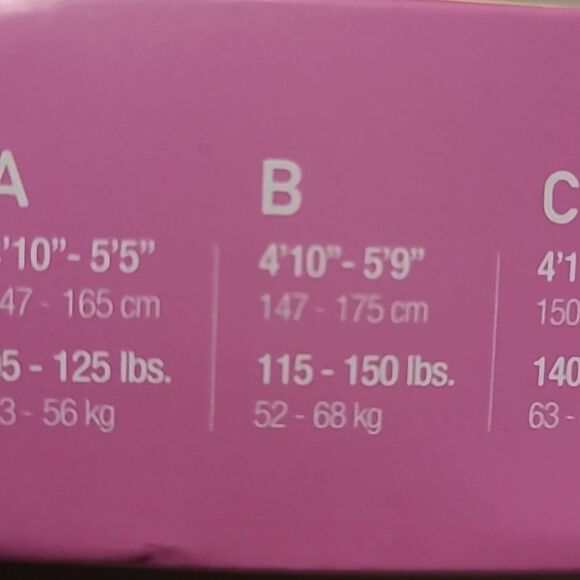 A
'10”- 5'5”
47 - 165 cm
5 - 125 lbs.
3 - 56 kg
B
4'10”- 5'9”
147 - 175 cm
115 - 150 lbs.
52 - 68 kg
C
4'1
150
140
63 -